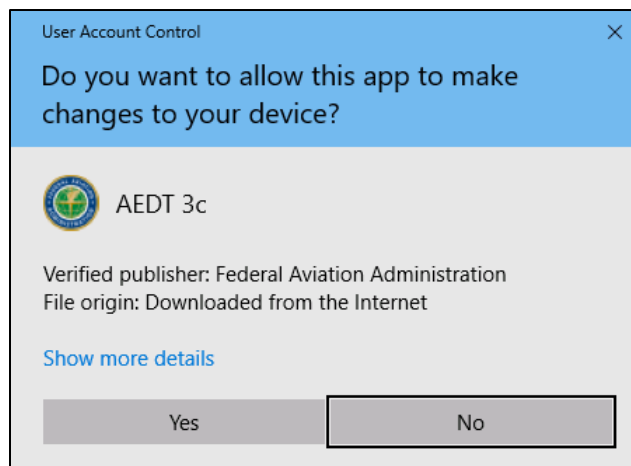 User Account Control
Do you want to allow this app to make
changes to your device?
AEDT 3c
Verified publisher: Federal Aviation Administration
File origin: Downloaded from the Internet
Show more details
Yes
No